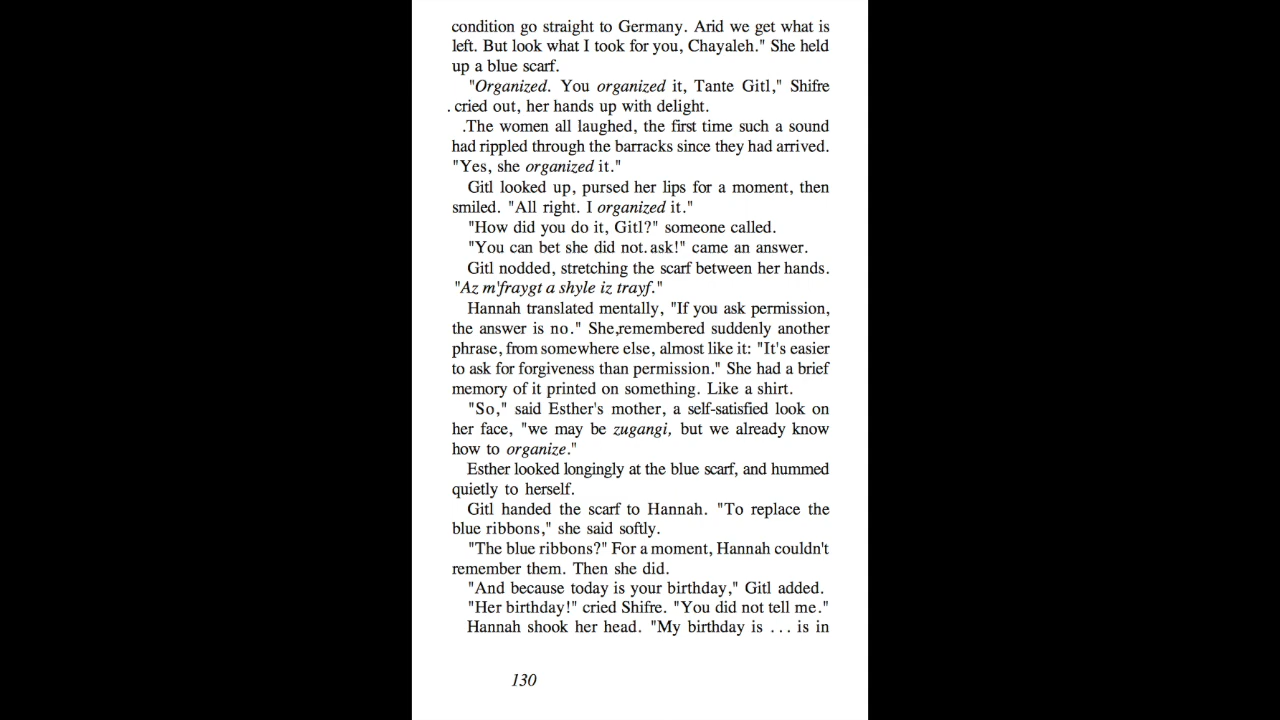 condition go straight to Germany. Arid we get what is
left. But look what I took for you, Chayaleh." She held
up a blue scarf.
"Organized. You organized it, Tante Gitl," Shifre
. cried out, her hands up with delight.
.The women all laughed, the first time such a sound
had rippled through the barracks since they had arrived.
"Yes, she organized it."
Gitl looked up, pursed her lips for a moment, then
smiled. "All right. I organized it."
"How did you do it, Gitl?" someone called.
"You can bet she did not. ask!" came an answer.
Gitl nodded, stretching the scarf between her hands.
"Az m'fraygt a shyle iz trayf."
Hannah translated mentally, "If you ask permission,
the answer is no." She,remembered suddenly another
phrase, from somewhere else, almost like it: "It's easier
to ask for forgiveness than permission." She had a brief
memory of it printed on something. Like a shirt.
"So," said Esther's mother, a self-satisfied look on
her face, "we may be zugangi, but we already know
how to organize."
Esther looked longingly at the blue scarf, and hummed
quietly to herself.
Gitl handed the scarf to Hannah. "To replace the
blue ribbons," she said softly.
"The blue ribbons?" For a moment, Hannah couldn't
remember them. Then she did.
"And because today is your birthday," Gitl added.
"Her birthday!" cried Shifre. "You did not tell me."
Hannah shook her head. "My birthday is . . . is in
130